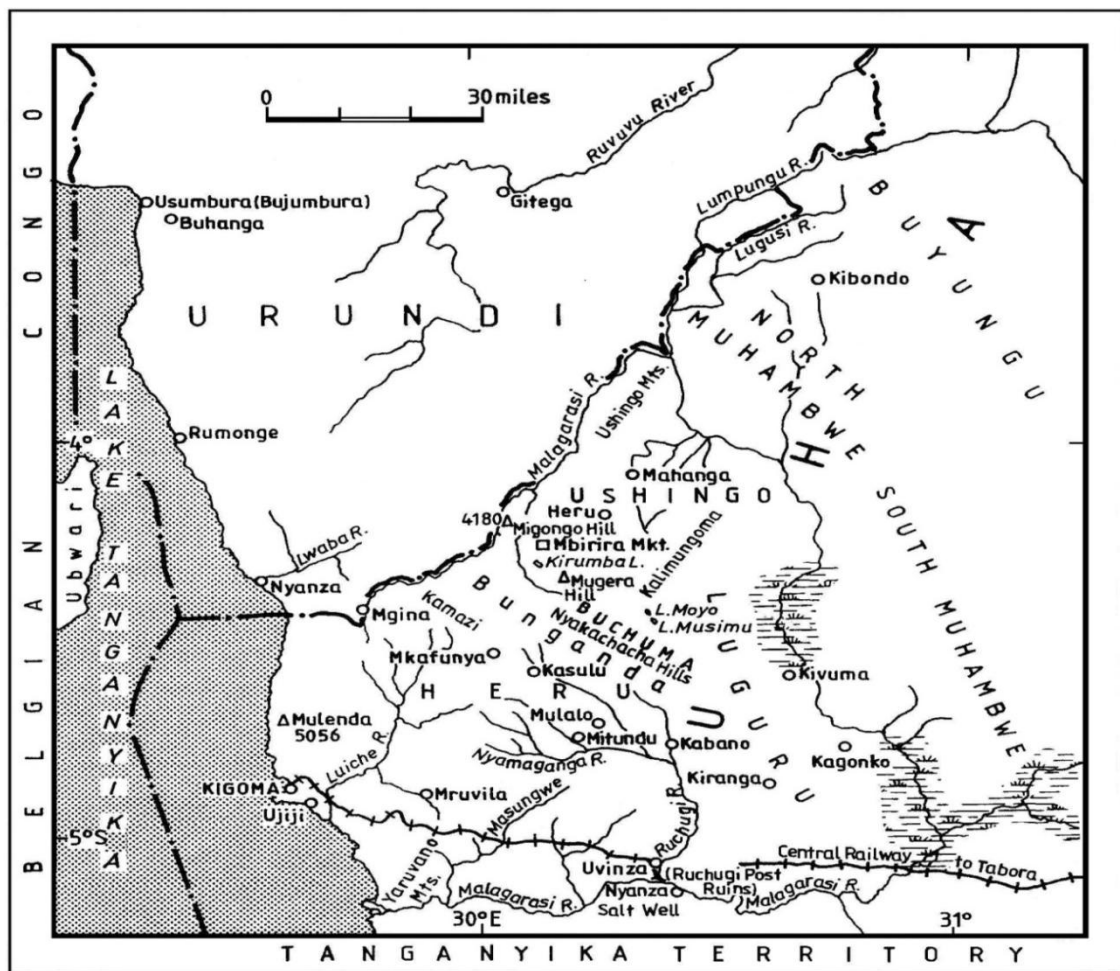 0 30 miles
Ruvuvu River
LumPungu R.
Usumbura (Bujumbura)
Buhanga
Gitega
Lugusi R.
BUYUNGU
Kibondo
URUNDI
NORTH
MUHAMBWE
BELGIAN CONGO
LAKE TANGANYIKA
Malagarasi R.
Ushingo Mts.
Rumonge
4°
Ubwari
Mahanga
USHINGO
Heru
4180
Migongo Hill
Mbirira Mkt.
Kirumba L.
Mugera
Hill
Kalimungoma
SOUTH MUHAMBWE
Lwaba R.
Nyanza
Mgina
Kamazi
Bunganda
BUCHUMA
Nyakachacha Hills
L. Moyo
L. Musimu
LUGURU
Mkafunya
Kasulu
Kivuma
HERU
UHA
Mulenda
5056
Mulalo
Mitundu
Kabano
Kagonko
Luiche R.
Nyamaganga R.
Kiranga
KIGOMA
Ujiji
Mruvila
Masungwe
Ruchugi R.
5°S
Yaruvano
Mts.
Uvinza
(Ruchugi Post
Ruins)
Central Railway
to Tabora
Malagarasi R.
Nyanza
Salt Well
Malagarasi R.
30°E
31°
TANGANYIKA TERRITORY